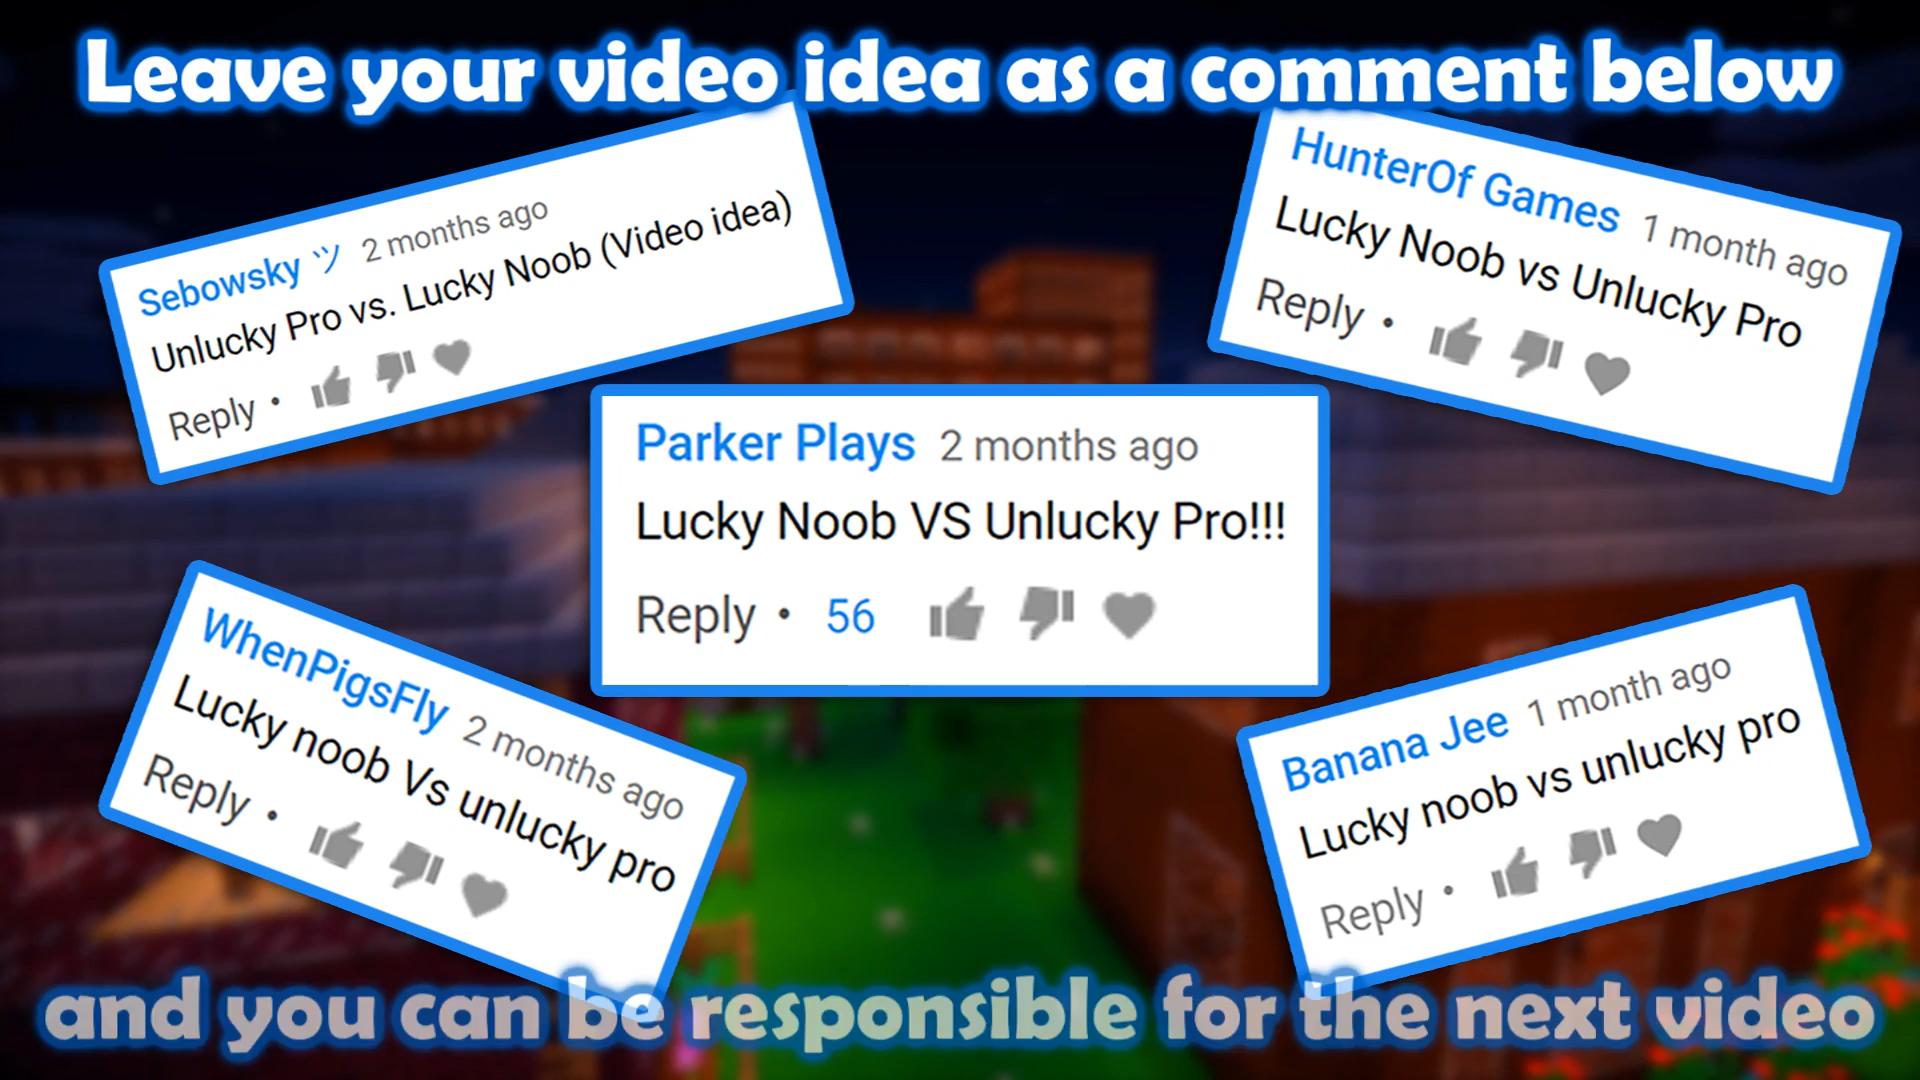 Leave your video idea as a comment below
Sebowsky ツ 2 months ago
Unlucky Pro vs. Lucky Noob (Video idea)
Reply •
HunterOf Games 1 month ago
Lucky Noob vs Unlucky Pro
Reply •
Parker Plays 2 months ago
Lucky Noob VS Unlucky Pro!!!
Reply • 56
WhenPigsFly 2 months ago
Lucky noob Vs unlucky pro
Reply •
Banana Jee 1 month ago
Lucky noob vs unlucky pro
Reply •
and you can be responsible for the next video